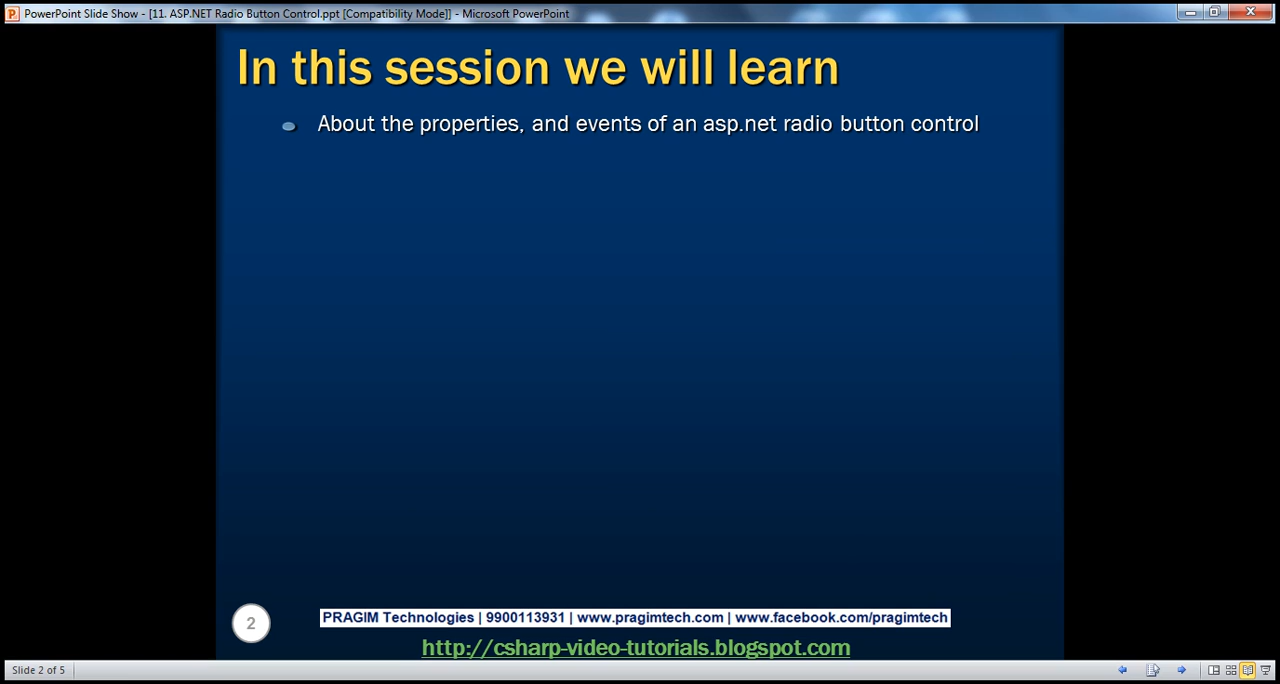 PowerPoint Slide Show - [11. ASP.NET Radio Button Control.ppt [Compatibility Mode]] - Microsoft PowerPoint
In this session we will learn
About the properties, and events of an asp.net radio button control
2
PRAGIM Technologies | 9900113931 | www.pragimtech.com | www.facebook.com/pragimtech
http://csharp-video-tutorials.blogspot.com
Slide 2 of 5